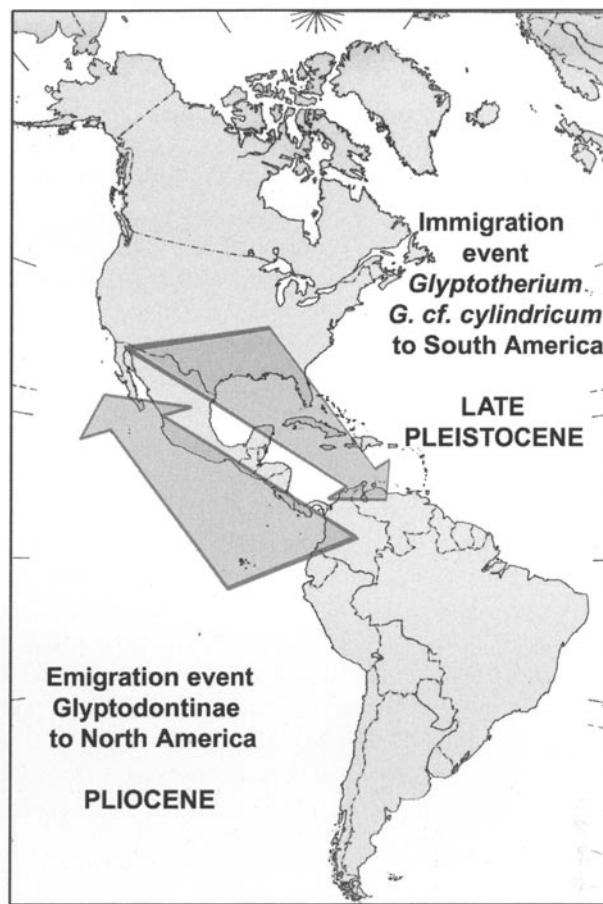 Immigration
event
Glyptotherium
G. cf. cylindricum
to South America
LATE
PLEISTOCENE
Emigration event
Glyptodontinae
to North America
PLIOCENE